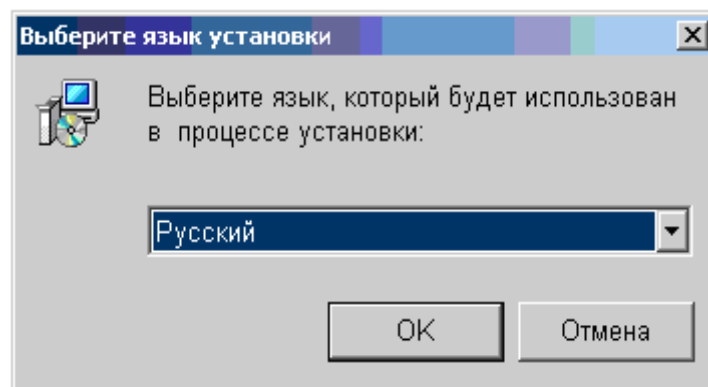 Выберите язык установки
Выберите язык, который будет использован
в процессе установки:
Русский
OK
Отмена